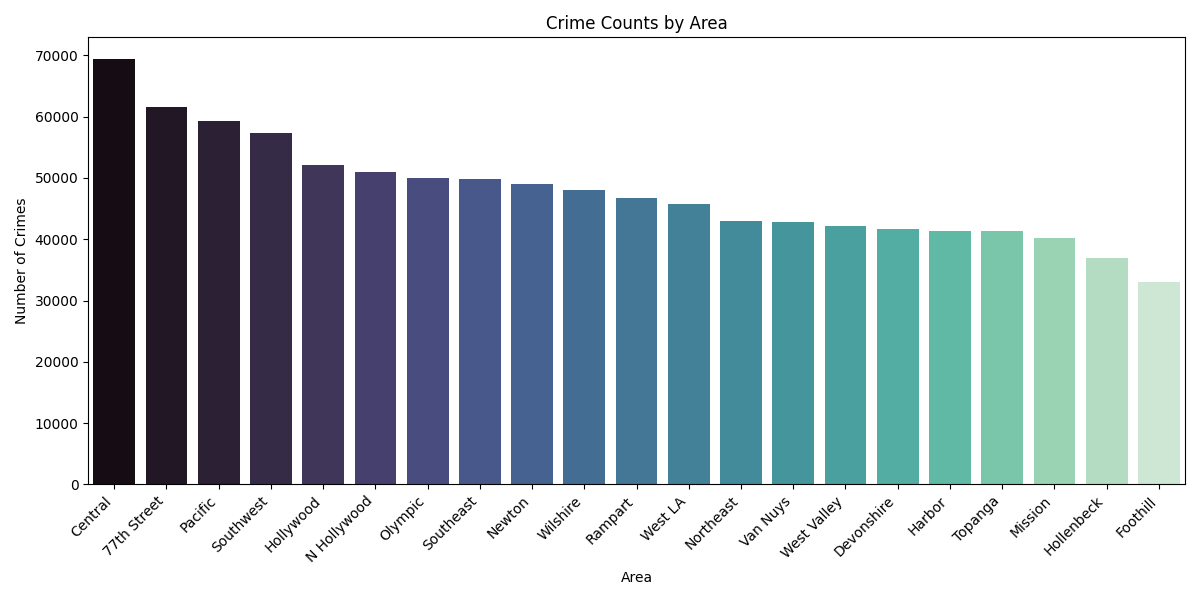 Crime Counts by Area
Number of Crimes
70000
60000
50000
40000
30000
20000
10000
0
Central
77th Street
Pacific
Southwest
Hollywood
N Hollywood
Olympic
Southeast
Newton
Wilshire
Rampart
West LA
Northeast
Van Nuys
West Valley
Devonshire
Harbor
Topanga
Mission
Hollenbeck
Foothill
Area